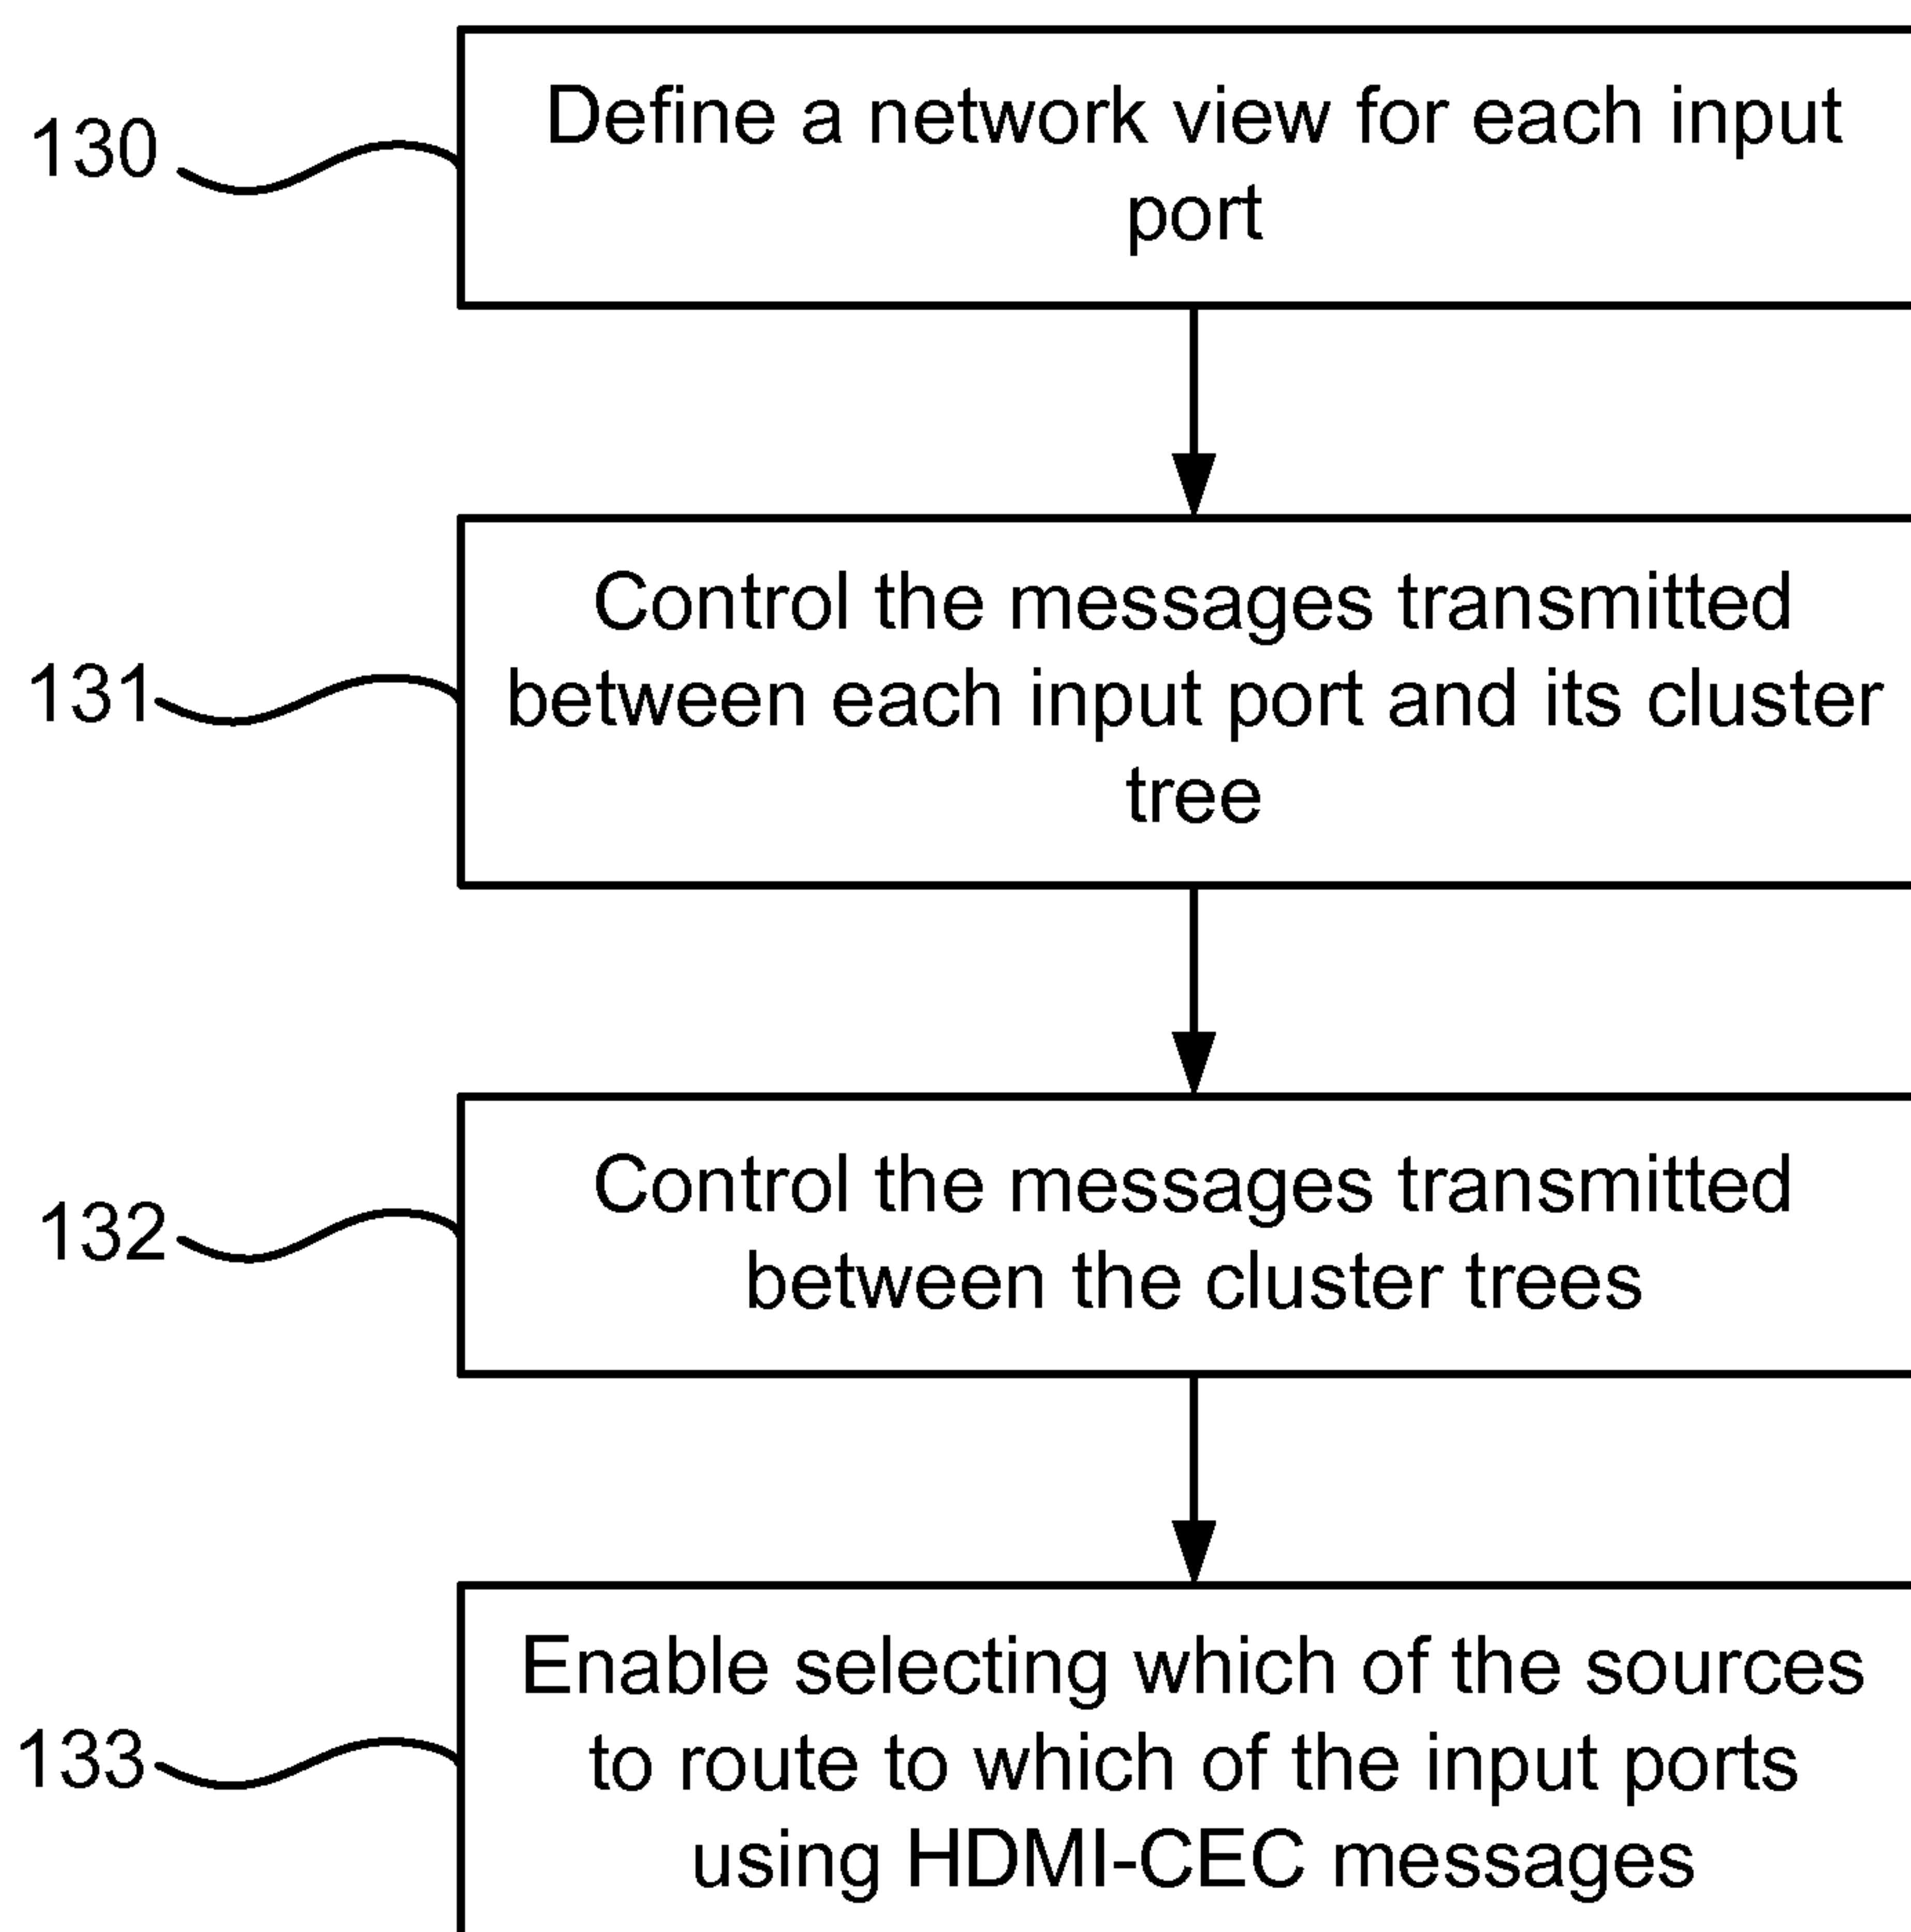 130
Define a network view for each input
port
131
Control the messages transmitted
between each input port and its cluster
tree
132
Control the messages transmitted
between the cluster trees
133
Enable selecting which of the sources
to route to which of the input ports
using HDMI-CEC messages